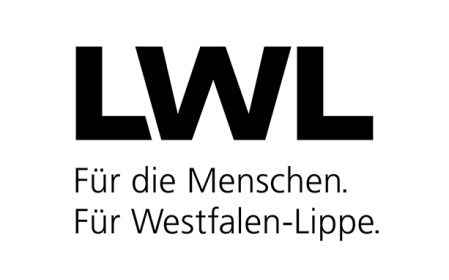 LWL
Für die Menschen.
Für Westfalen-Lippe.